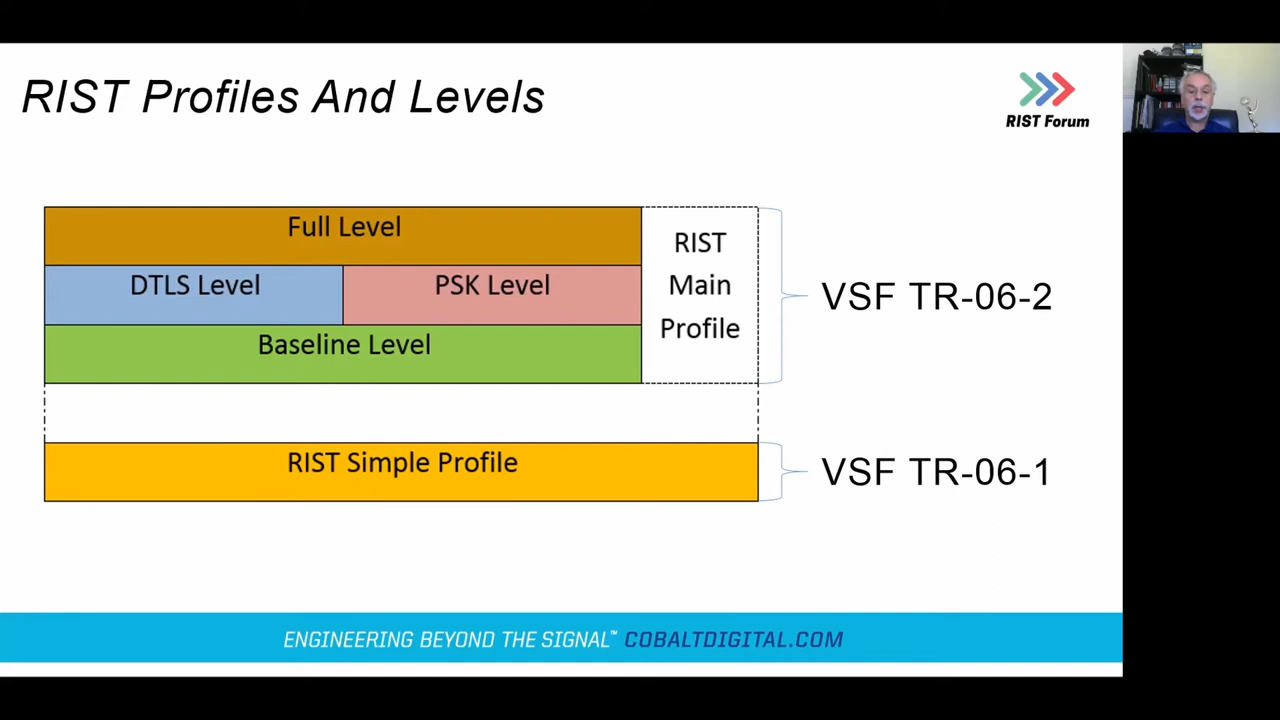 RIST Profiles And Levels
RIST Forum
Full Level
DTLS Level
PSK Level
Baseline Level
RIST
Main
Profile
VSF TR-06-2
RIST Simple Profile
VSF TR-06-1
ENGINEERING BEYOND THE SIGNAL™ COBALTDIGITAL.COM